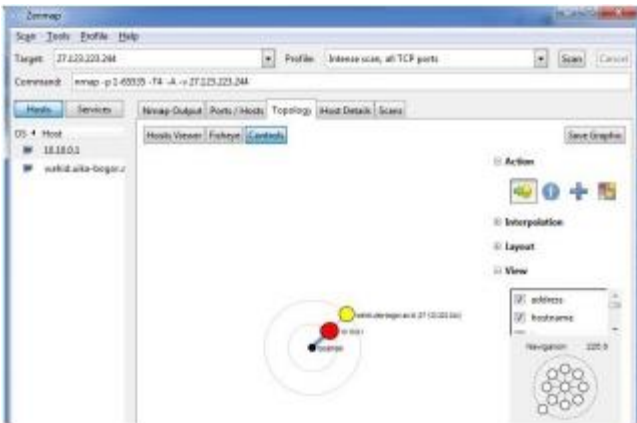 Zenmap
Scan Tools Profile Help
Target: 27.123.223.244 Profile: Intense scan, all TCP ports Scan Cancel
Command: nmap -p 1-65535 -T4 -A -v 27.123.223.244
Hosts Services Nmap Output Ports / Hosts Topology Host Details Scans
OS Host Hosts Viewer Fisheye Controls Save Graphic
10.10.0.1
Action
Interpolation
Layout
View
address
hostname
Navigation
localhost